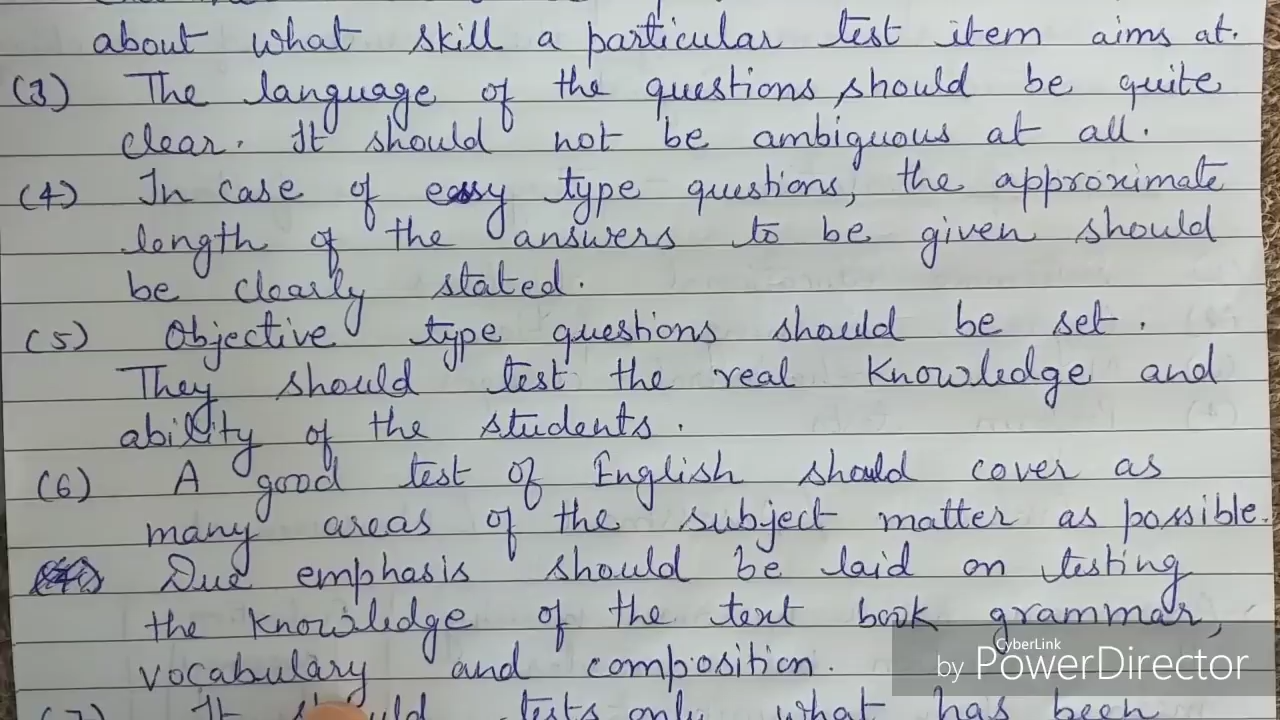 about what skill a particular test item aims at.
(3) The language of the questions should be quite
clear. It should not be ambiguous at all.
(4) In case of easy type questions, the approximate
length of the answers to be given should
be clearly stated.
(5) Objective type questions should be set.
They should test the real knowledge and
ability of the students.
(6) A good test of English should cover as
many areas of the subject matter as possible.
Due emphasis should be laid on testing
the knowledge of the text book grammar,
vocabulary and composition.
(7) It should tests only what has been
CyberLink
by PowerDirector